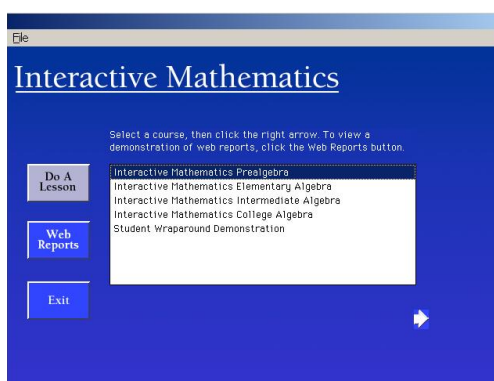 File
Interactive Mathematics
Select a course, then click the right arrow. To view a
demonstration of web reports, click the Web Reports button.
Do A
Lesson
Interactive Mathematics Prealgebra
Interactive Mathematics Elementary Algebra
Interactive Mathematics Intermediate Algebra
Interactive Mathematics College Algebra
Student Wraparound Demonstration
Web
Reports
Exit